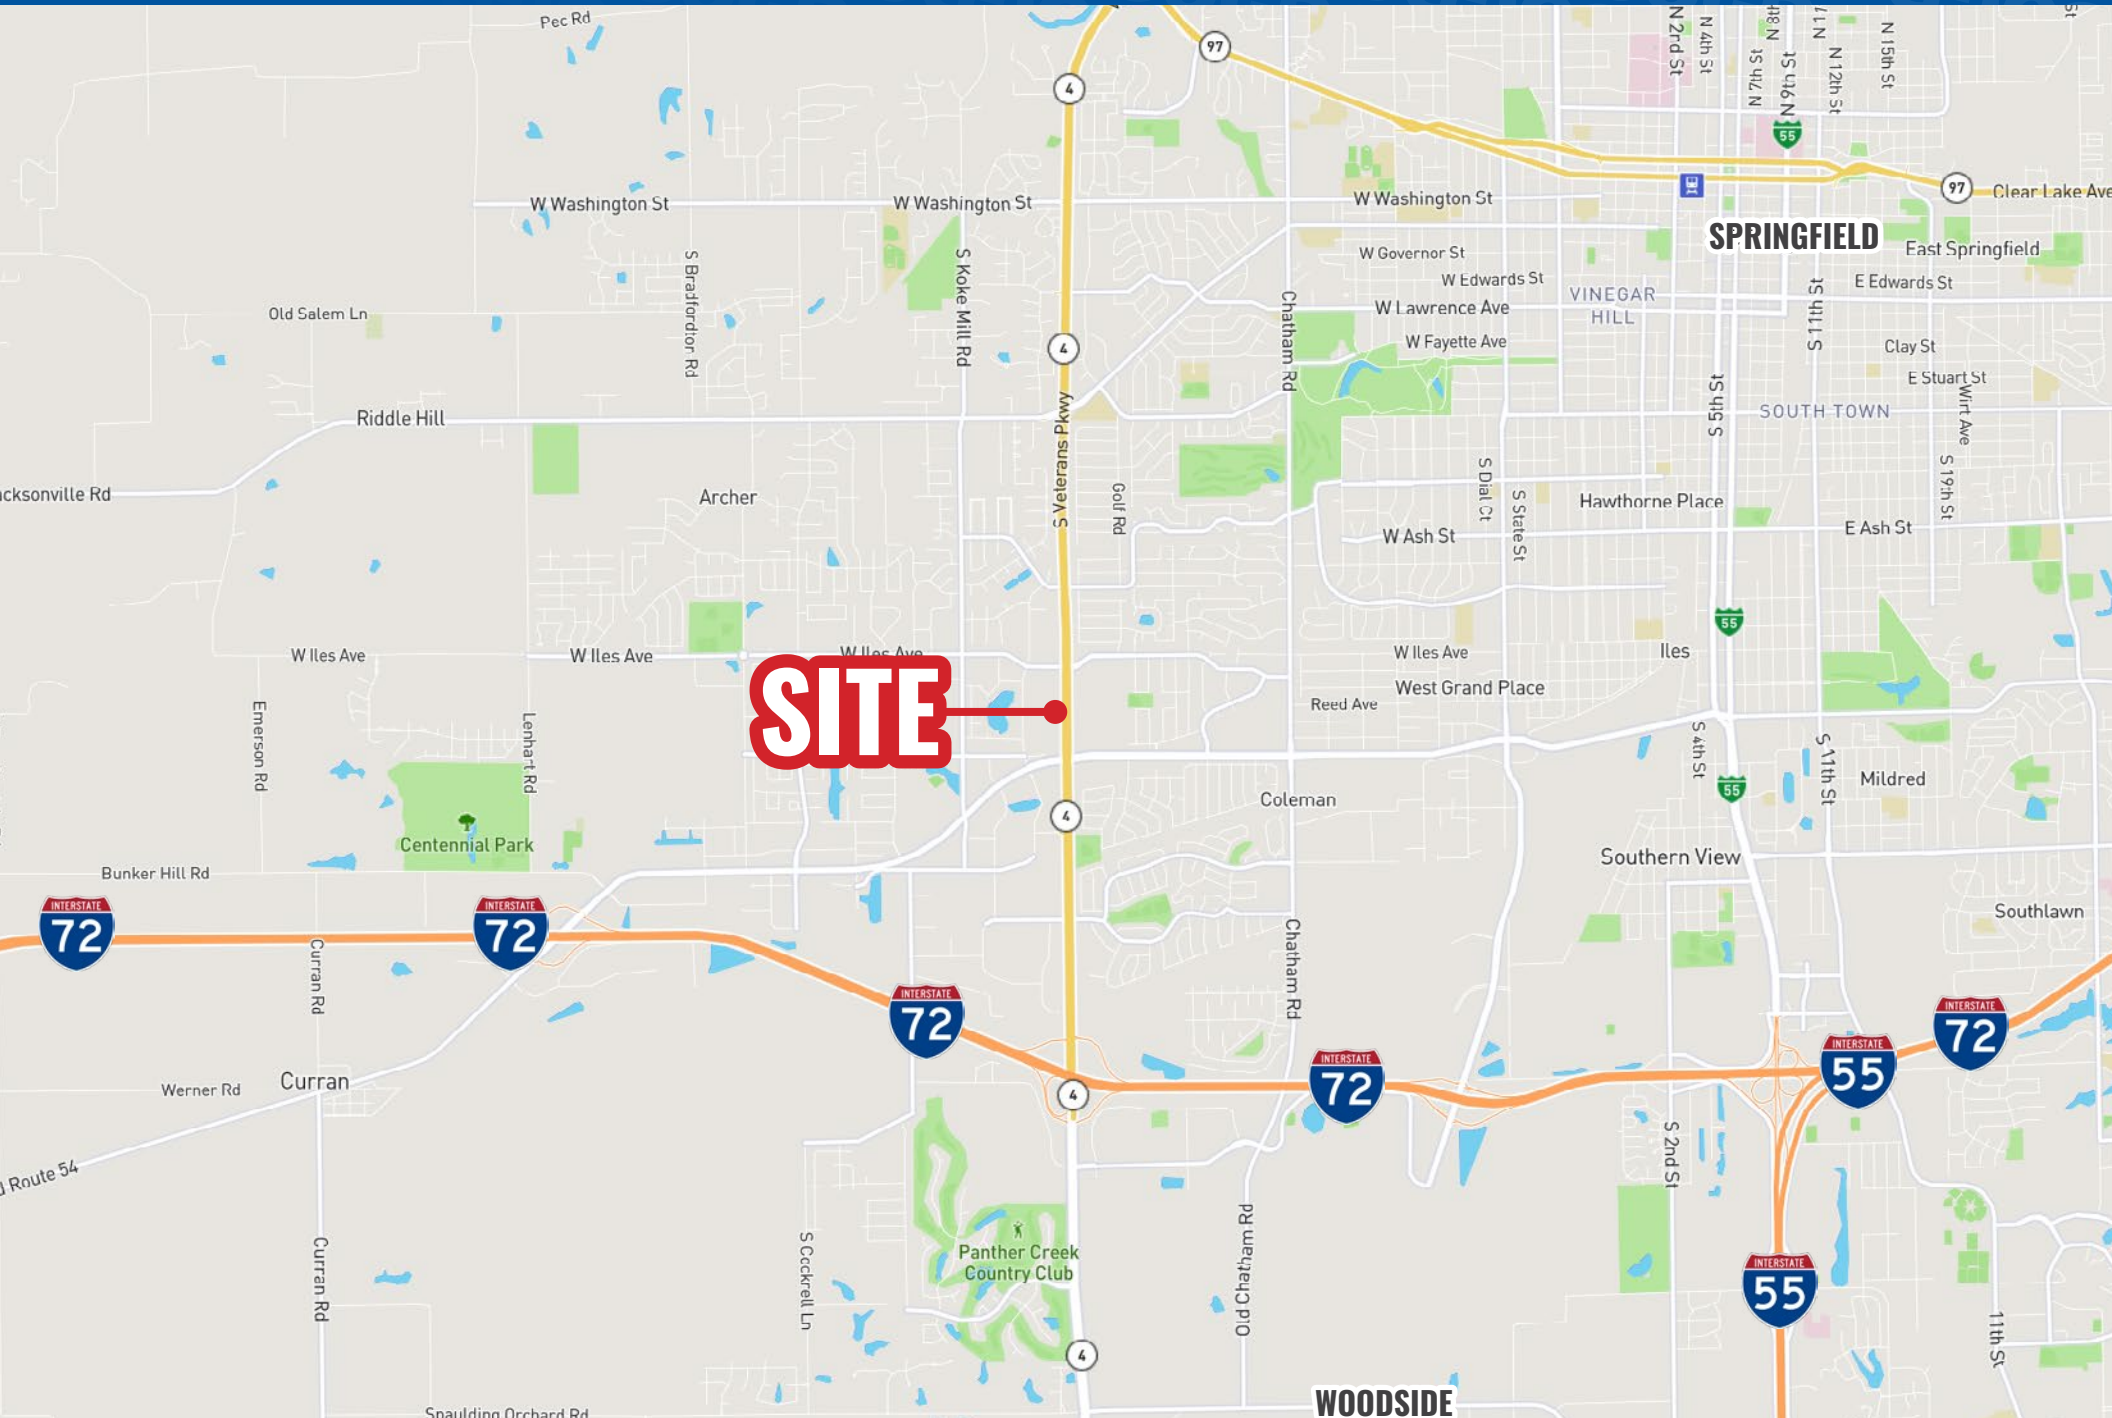 Pec Rd
97
N 2rd St
N 4th St
N 7th St
N 8th
N 9th St
N 12th St
N 15th St
St
4
55
97
Clear Lake Ave
W Washington St
W Washington St
W Washington St
SPRINGFIELD
East Springfield
S Bradfordton Rd
S Koke Mill Rd
W Governor St
W Edwards St
E Edwards St
VINEGAR
HILL
Old Salem Ln
Chatham Rd
W Lawrence Ave
S 11th St
W Fayette Ave
Clay St
4
E Stuart St
Wirt Ave
S 5th St
SOUTH TOWN
Riddle Hill
S Veterans Pkwy
cksonville Rd
Archer
Golf Rd
S Dial Ct
S State St
Hawthorne Place
S 19th St
W Ash St
E Ash St
55
W Iles Ave
W Iles Ave
W Iles Ave
W Iles Ave
Iles
SITE
West Grand Place
Reed Ave
Emerson Rd
Lenhart Rd
S 4th St
S 11th St
Mildred
55
Coleman
4
Centennial Park
Bunker Hill Rd
Southern View
Southlawn
INTERSTATE
72
INTERSTATE
72
Curran Rd
Chatham Rd
INTERSTATE
72
INTERSTATE
72
INTERSTATE
55
INTERSTATE
72
Werner Rd
Curran
4
S 2nd St
Route 54
Curran Rd
S Cockrell Ln
Panther Creek
Country Club
Old Chatham Rd
INTERSTATE
55
11th St
4
Spaulding Orchard Rd
WOODSIDE